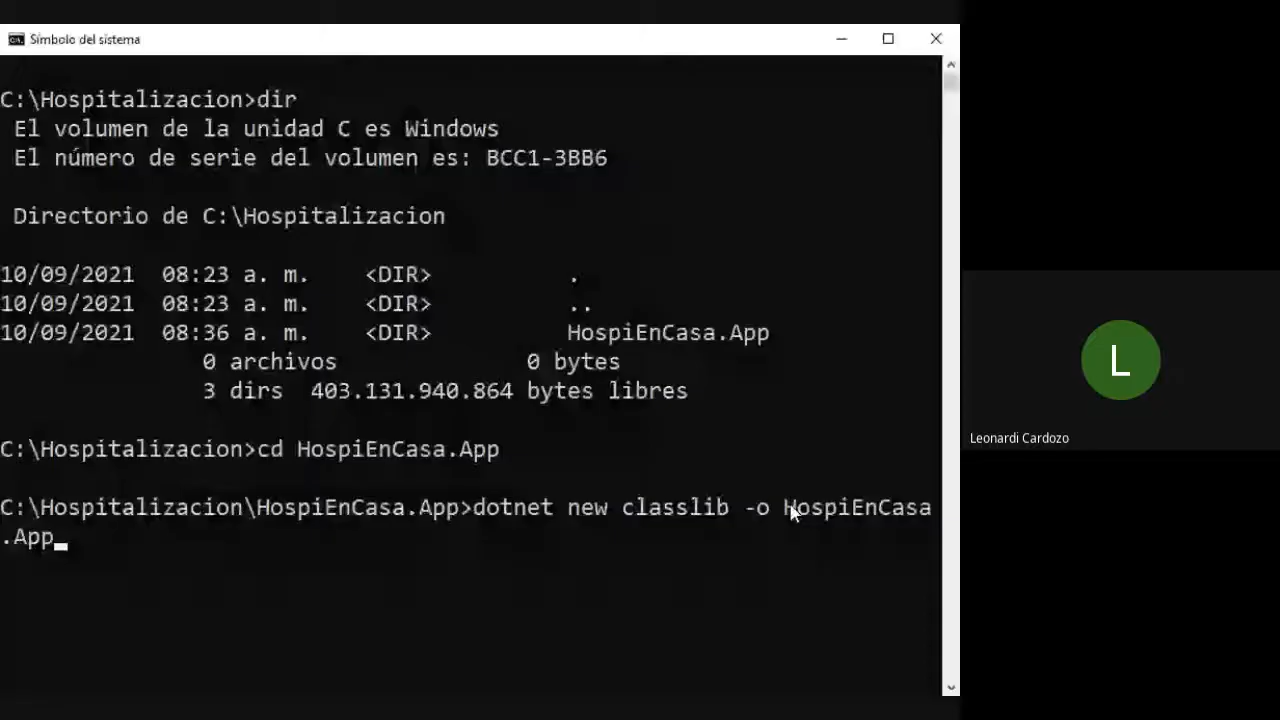 Símbolo del sistema
C:\Hospitalizacion>dir
El volumen de la unidad C es Windows
El número de serie del volumen es: BCC1-3BB6
Directorio de C:\Hospitalizacion
10/09/2021 08:23 a. m. <DIR> .
10/09/2021 08:23 a. m. <DIR> ..
10/09/2021 08:36 a. m. <DIR> HospiEnCasa.App
0 archivos 0 bytes
3 dirs 403.131.940.864 bytes libres
C:\Hospitalizacion>cd HospiEnCasa.App
C:\Hospitalizacion\HospiEnCasa.App>dotnet new classlib -o HospiEnCasa
.App
L
Leonardi Cardozo